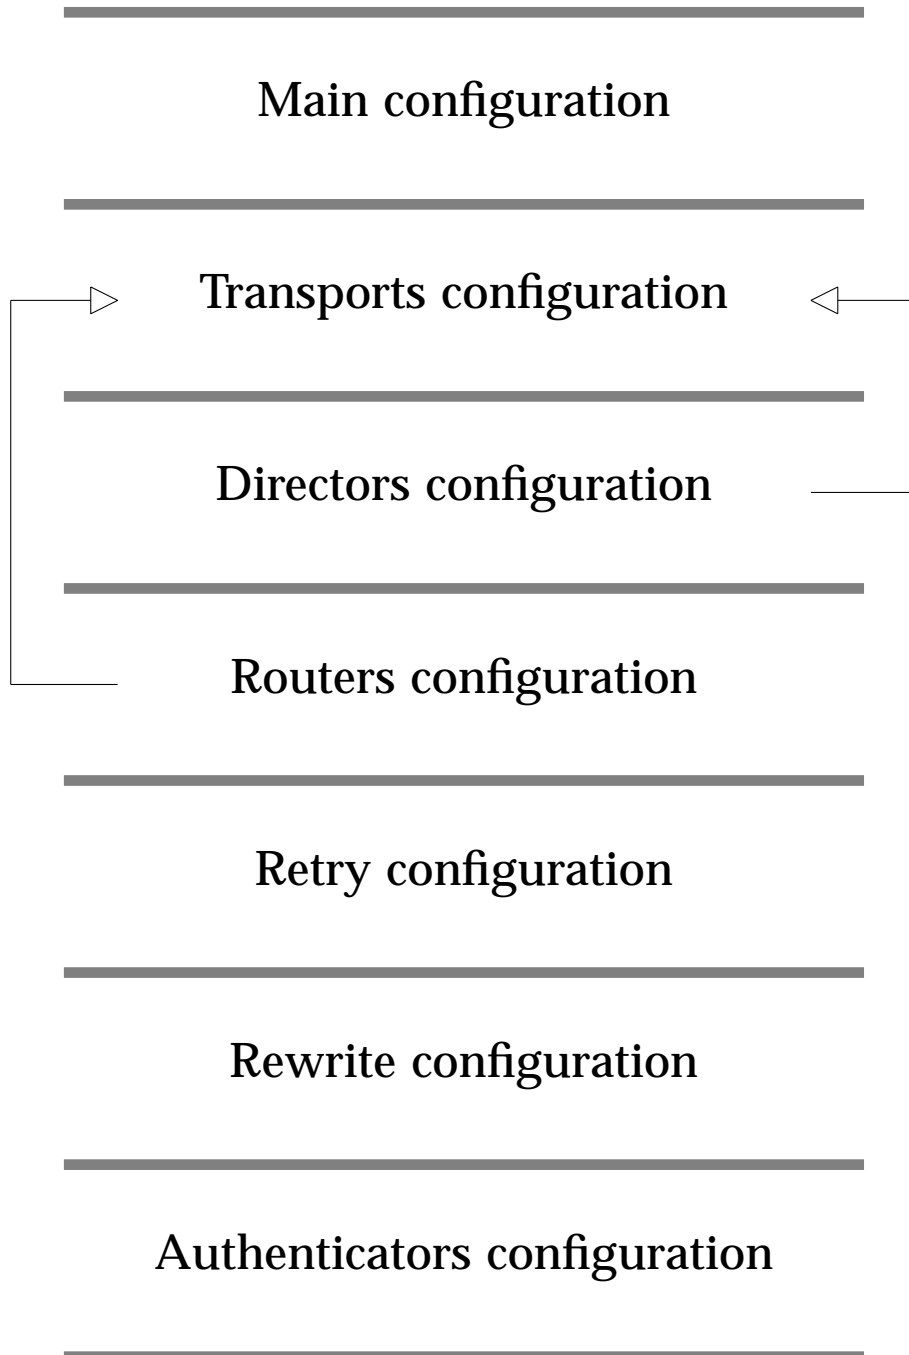 Main configuration
Transports configuration
Directors configuration
Routers configuration
Retry configuration
Rewrite configuration
Authenticators configuration